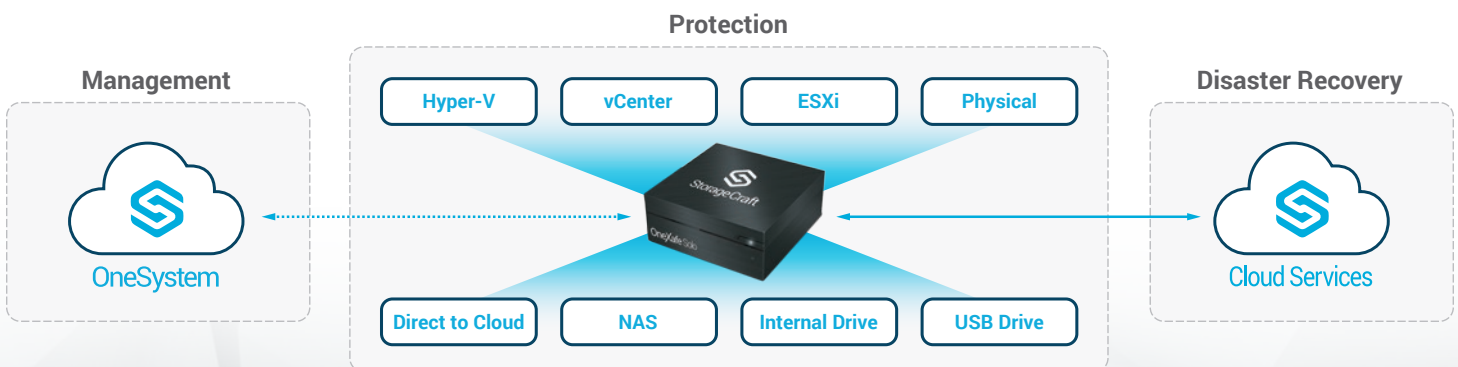 Protection
Management
Disaster Recovery
Hyper-V
vCenter
ESXi
Physical
StorageCraft
OneXafe Solo
OneSystem
Cloud Services
Direct to Cloud
NAS
Internal Drive
USB Drive